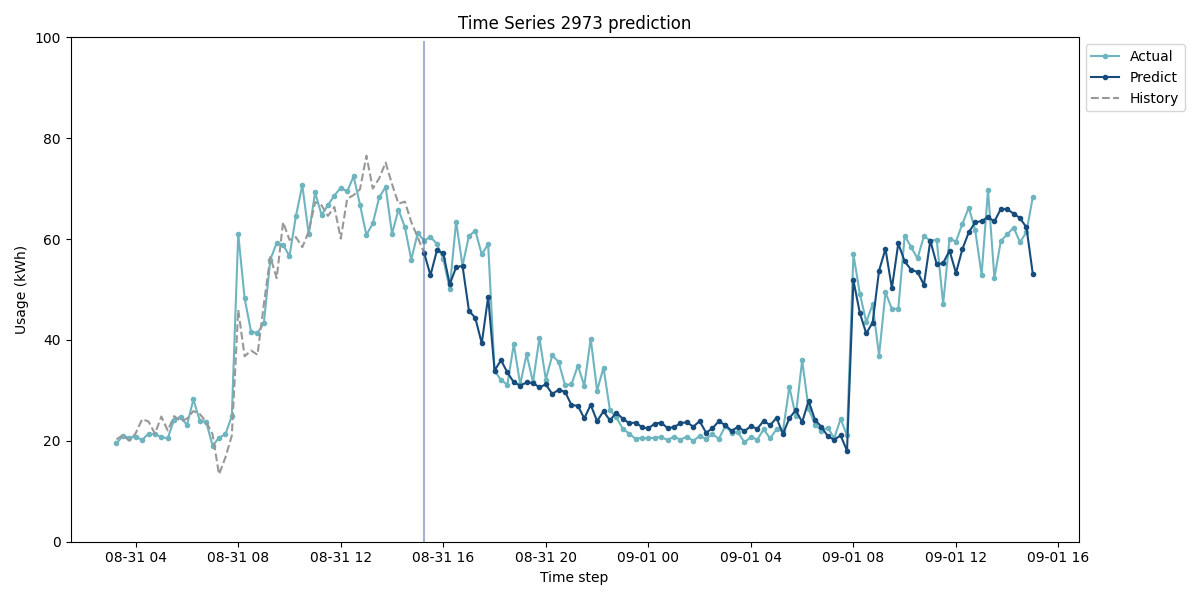 Time Series 2973 prediction
Usage (kWh)
100
80
60
40
20
0
08-31 04
08-31 08
08-31 12
08-31 16
08-31 20
09-01 00
09-01 04
09-01 08
09-01 12
09-01 16
Time step
Actual
Predict
History